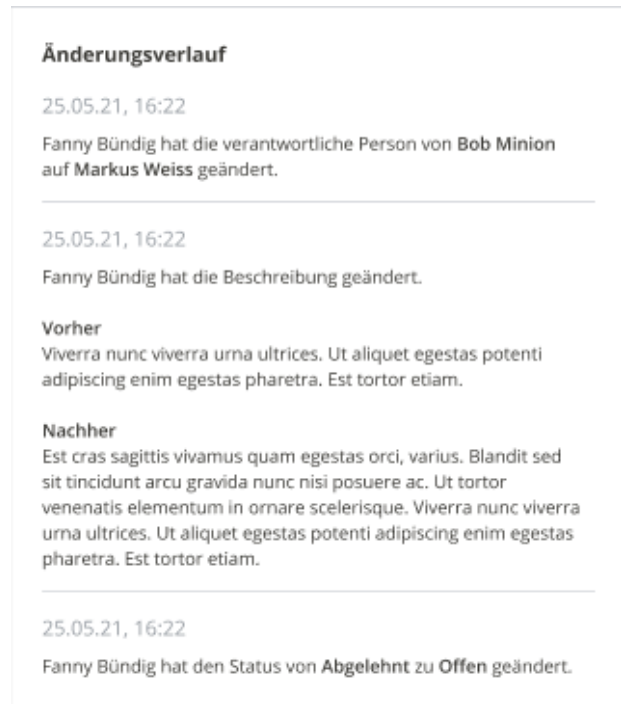 Änderungsverlauf
25.05.21, 16:22
Fanny Bündig hat die verantwortliche Person von Bob Minion
auf Markus Weiss geändert.
25.05.21, 16:22
Fanny Bündig hat die Beschreibung geändert.
Vorher
Viverra nunc viverra urna ultrices. Ut aliquet egestas potenti
adipiscing enim egestas pharetra. Est tortor etiam.
Nachher
Est cras sagittis vivamus quam egestas orci, varius. Blandit sed
sit tincidunt arcu gravida nunc nisi posuere ac. Ut tortor
venenatis elementum in ornare scelerisque. Viverra nunc viverra
urna ultrices. Ut aliquet egestas potenti adipiscing enim egestas
pharetra. Est tortor etiam.
25.05.21, 16:22
Fanny Bündig hat den Status von Abgelehnt zu Offen geändert.